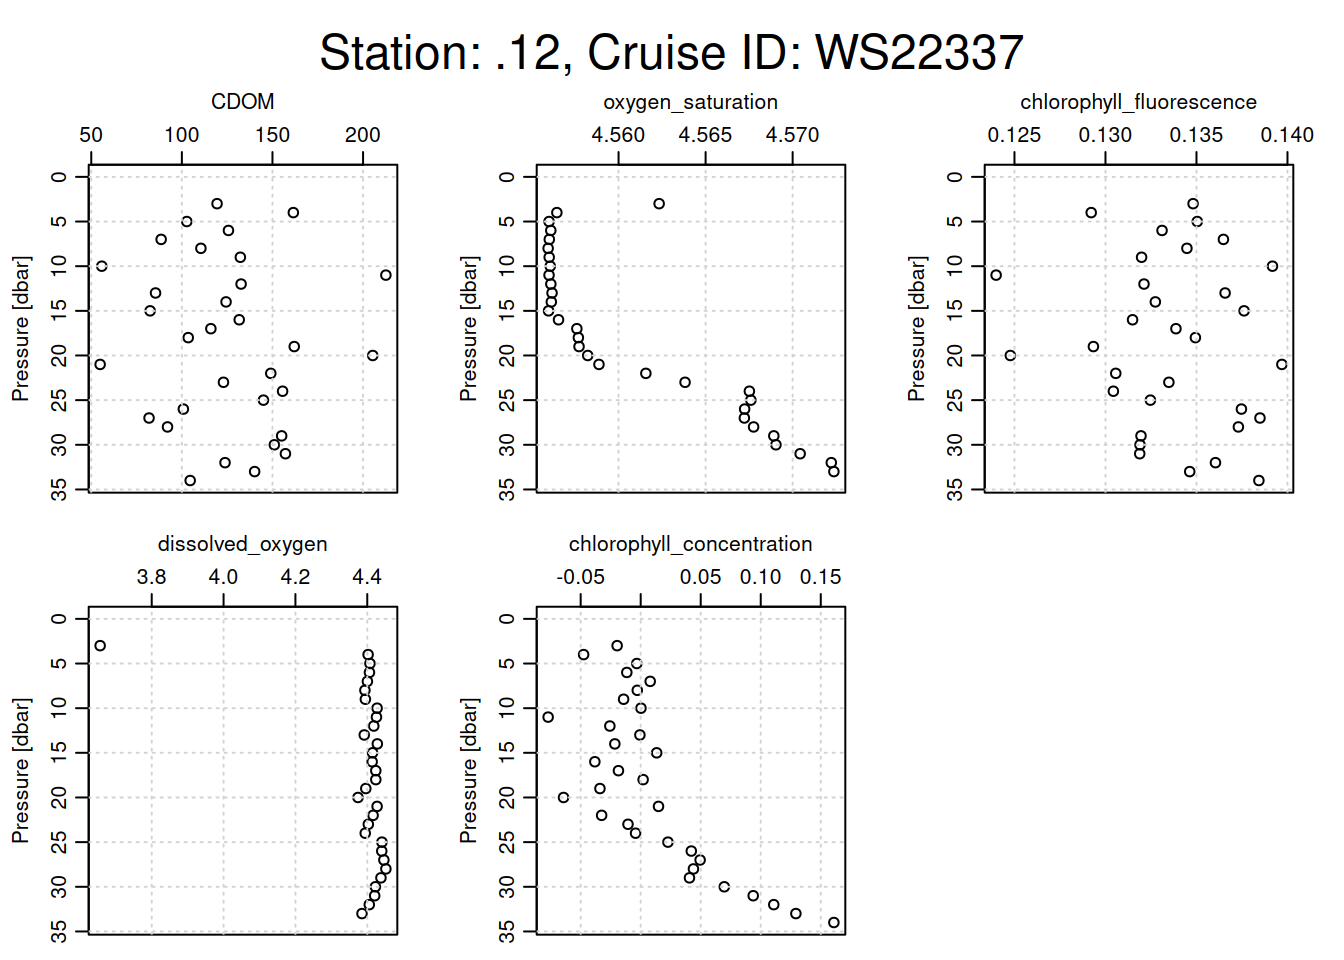 Station: .12, Cruise ID: WS22337
CDOM
50 100 150 200
Pressure [dbar]
0 5 10 15 20 25 30 35
oxygen_saturation
4.560 4.565 4.570
Pressure [dbar]
0 5 10 15 20 25 30 35
chlorophyll_fluorescence
0.125 0.130 0.135 0.140
Pressure [dbar]
0 5 10 15 20 25 30 35
dissolved_oxygen
3.8 4.0 4.2 4.4
Pressure [dbar]
0 5 10 15 20 25 30 35
chlorophyll_concentration
-0.05 0.05 0.10 0.15
Pressure [dbar]
0 5 10 15 20 25 30 35